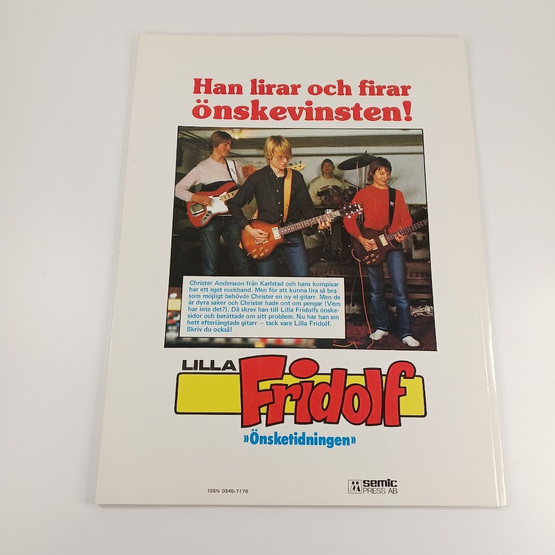 Han lirar och firar
önskevinsten!
Christer Andersson från Karlstad och hans kompisar
har ett eget rockband. Men för att kunna lira så bra
som möjligt behövde Christer en ny el-gitarr. Men de
är dyra saker och Christer hade ont om pengar (Vem
har inte det?). Då skrev han till Lilla Fridolfs önske-
sidor och berättade om sitt problem. Nu har han sin
hett efterlängtade gitarr – tack vare Lilla Fridolf.
Skriv du också!
LILLA
Fridolf
»Önsketidningen»
ISSN 0345-7176
semic
PRESS AB